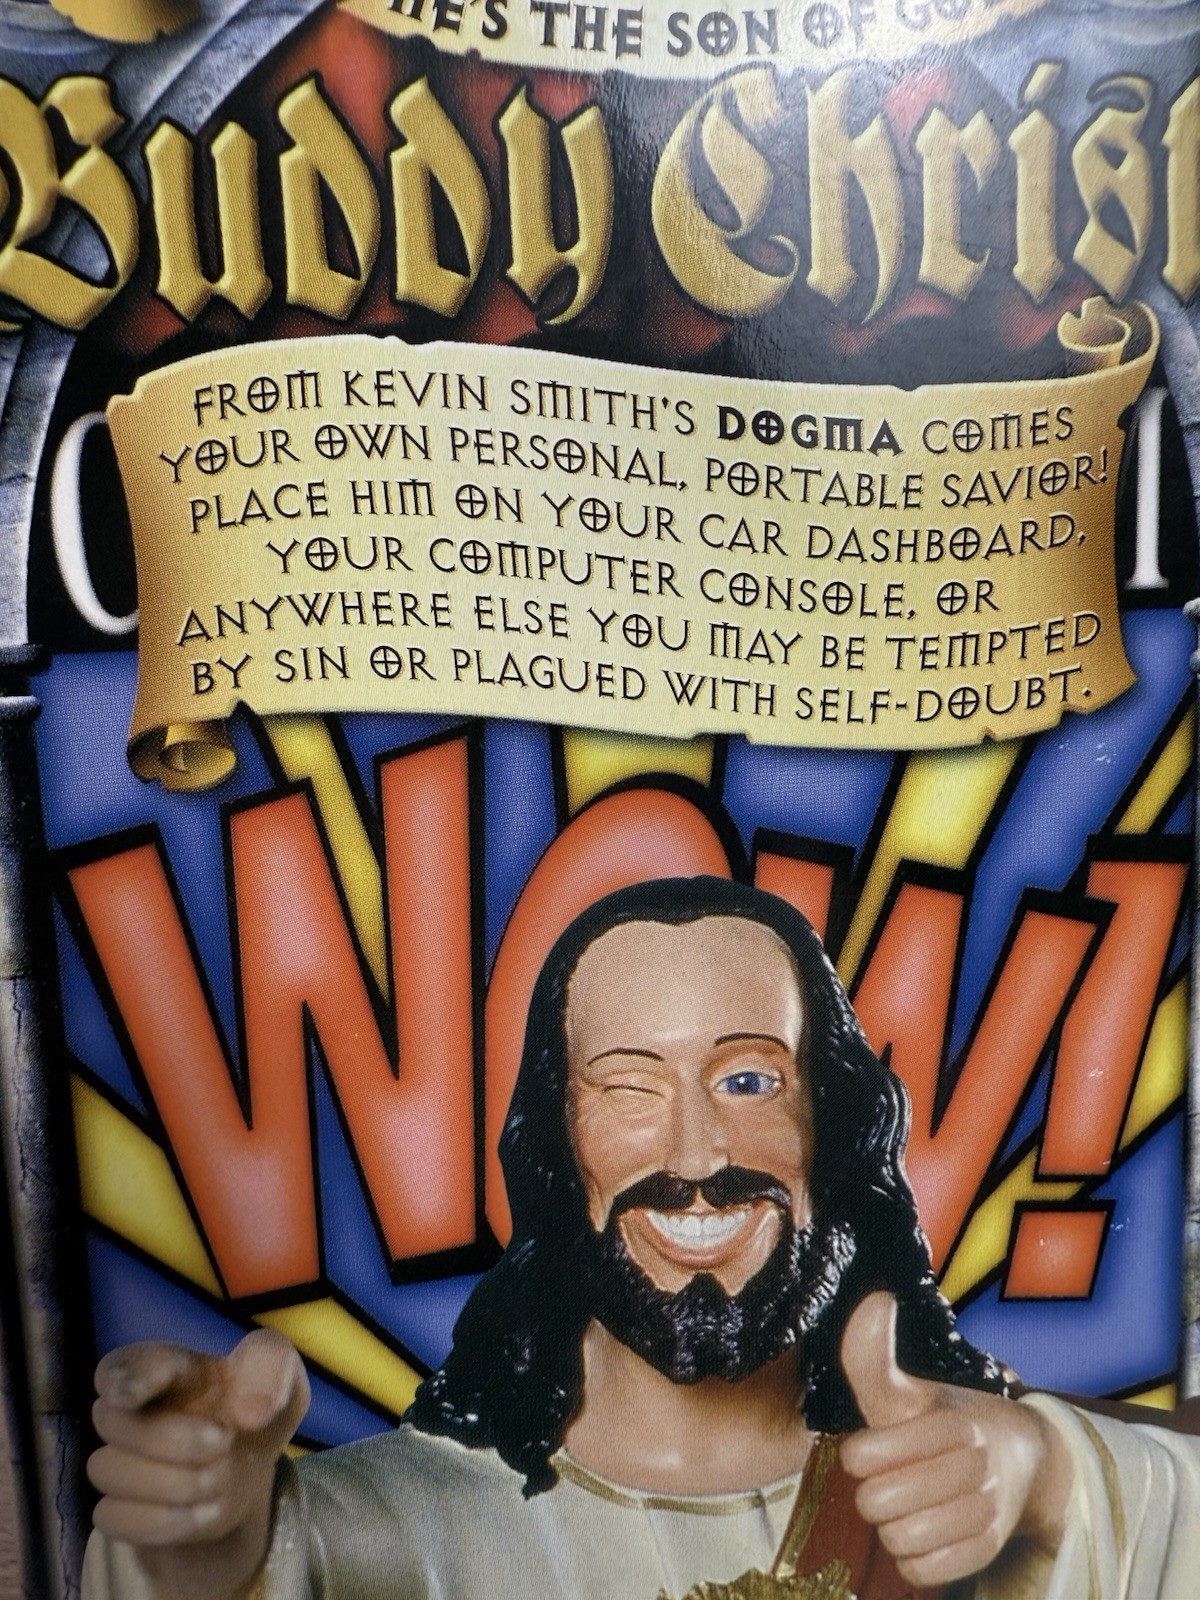 HE'S THE SON OF GOD
Buddy Christ
FROM KEVIN SMITH'S DOGMA COMES
YOUR OWN PERSONAL, PORTABLE SAVIOR!
PLACE HIM ON YOUR CAR DASHBOARD,
YOUR COMPUTER CONSOLE, OR
ANYWHERE ELSE YOU MAY BE TEMPTED
BY SIN OR PLAGUED WITH SELF-DOUBT.
WOW!